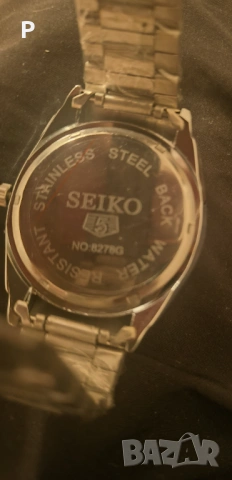 P
STAINLESS STEEL BACK WATER RESISTANT
SEIKO
5
NO:8278G
BAZAR